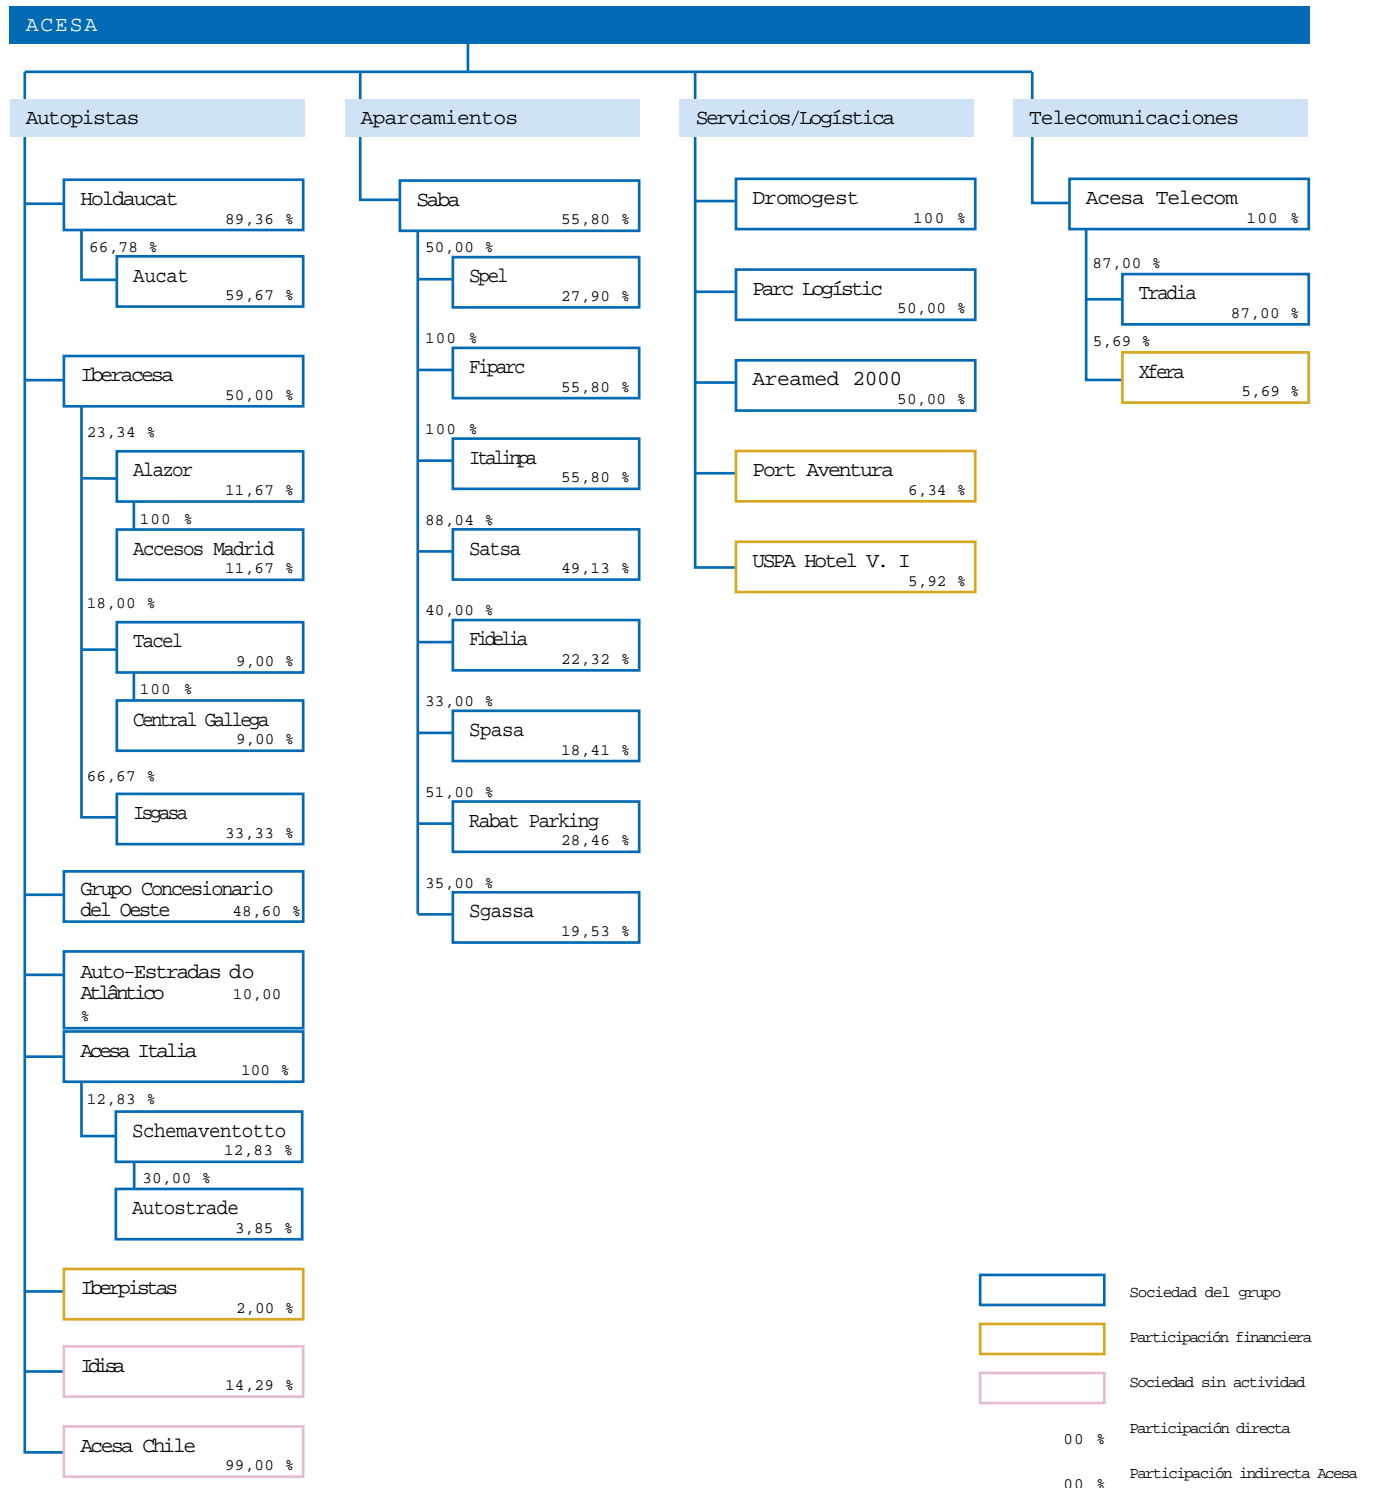 ACESA
Autopistas
Holdaucat
89,36 %
66,78 %
Aucat
59,67 %
Iberacesa
50,00 %
23,34 %
Alazor
11,67 %
100 %
Accesos Madrid
11,67 %
18,00 %
Tacel
9,00 %
100 %
Central Gallega
9,00 %
66,67 %
Isgasa
33,33 %
Grupo Concesionario
del Oeste 48,60 %
Auto-Estradas do
Atlântico 10,00
%
Acesa Italia
100 %
12,83 %
Schemaventotto
12,83 %
30,00 %
Autostrade
3,85 %
Iberpistas
2,00 %
Idisa
14,29 %
Acesa Chile
99,00 %
Aparcamientos
Saba
55,80 %
50,00 %
Spel
27,90 %
100 %
Fiparc
55,80 %
100 %
Italinpa
55,80 %
88,04 %
Satsa
49,13 %
40,00 %
Fidelia
22,32 %
33,00 %
Spasa
18,41 %
51,00 %
Rabat Parking
28,46 %
35,00 %
Sgassa
19,53 %
Servicios/Logística
Dromogest
100 %
Parc Logístic
50,00 %
Areamed 2000
50,00 %
Port Aventura
6,34 %
USPA Hotel V. I
5,92 %
Telecomunicaciones
Acesa Telecom
100 %
87,00 %
Tradia
87,00 %
5,69 %
Xfera
5,69 %
Sociedad del grupo
Participación financiera
Sociedad sin actividad
00 % Participación directa
00 % Participación indirecta Acesa